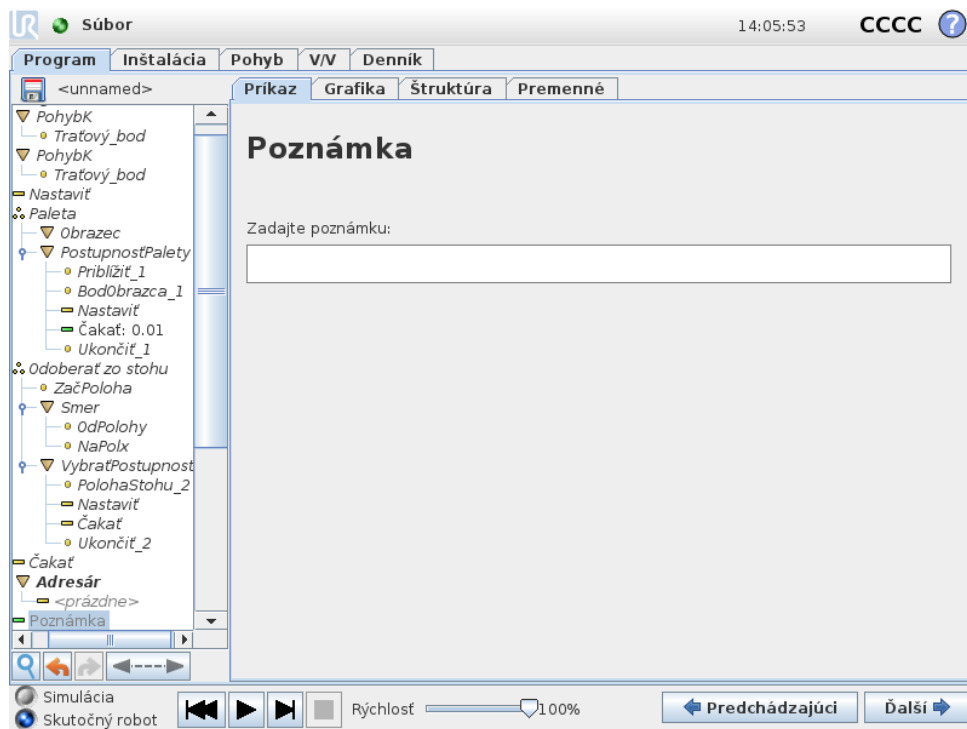 UR Súbor 14:05:53 CCCC ?
Program Inštalácia Pohyb V/V Denník
<unnamed> Príkaz Grafika Štruktúra Premenné
PohybK
Traťový_bod
PohybK
Traťový_bod
Nastaviť
Paleta
Obrazec
PostupnosťPalety
Priblížiť_1
BodObrazca_1
Nastaviť
Čakať: 0.01
Ukončiť_1
Odoberať zo stohu
ZačPoloha
Smer
OdPolohy
NaPolx
VybraťPostupnost
PolohaStohu_2
Nastaviť
Čakať
Ukončiť_2
Čakať
Adresár
<prázdne>
Poznámka
Poznámka
Zadajte poznámku:
Simulácia
Skutočný robot
Rýchlosť 100%
Predchádzajúci Ďalší